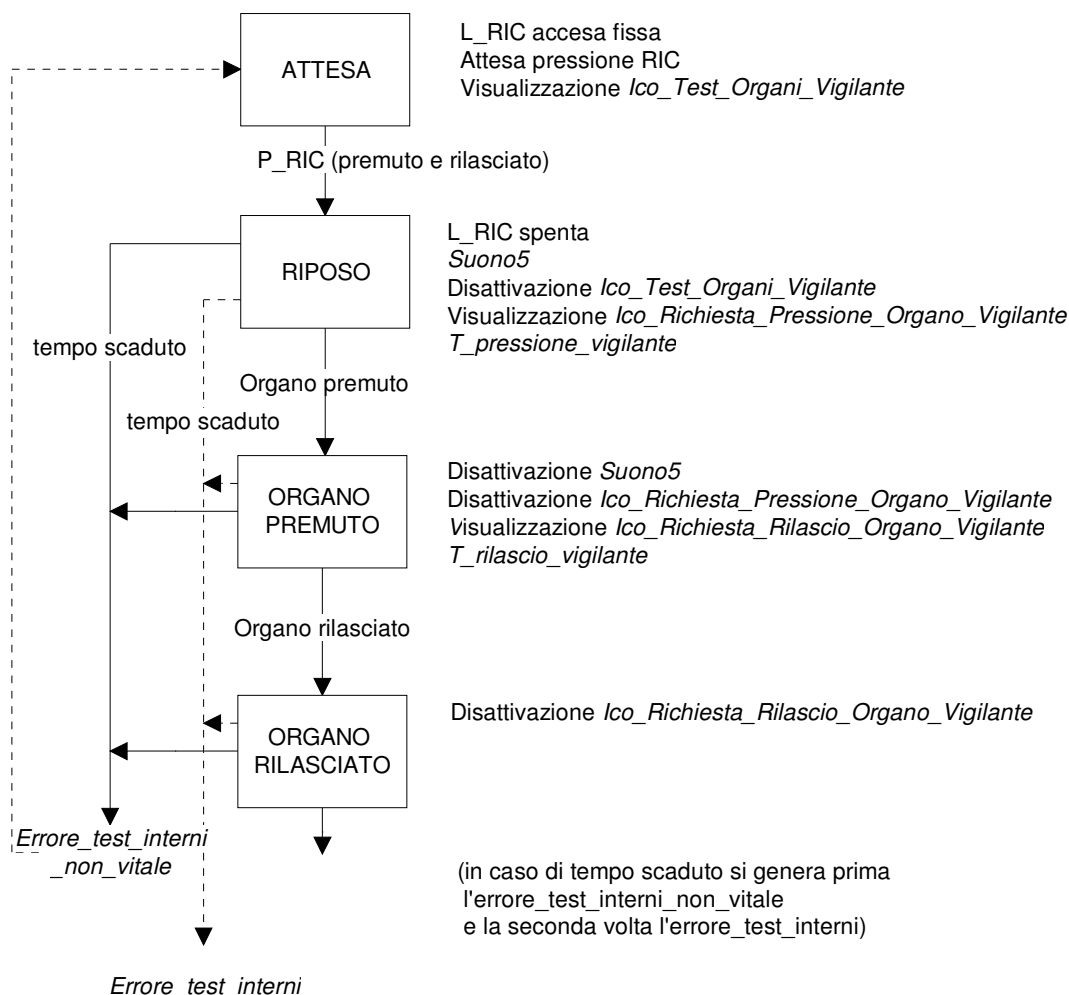 L_RIC accesa fissa
ATTESA
Attesa pressione RIC
Visualizzazione Ico_Test_Organi_Vigilante
P_RIC (premuto e rilasciato)
L_RIC spenta
Suono5
RIPOSO
Disattivazione Ico_Test_Organi_Vigilante
Visualizzazione Ico_Richiesta_Pressione_Organo_Vigilante
T_pressione_vigilante
tempo scaduto
Organo premuto
tempo scaduto
Disattivazione Suono5
ORGANO
PREMUTO
Disattivazione Ico_Richiesta_Pressione_Organo_Vigilante
Visualizzazione Ico_Richiesta_Rilascio_Organo_Vigilante
T_rilascio_vigilante
Organo rilasciato
Disattivazione Ico_Richiesta_Rilascio_Organo_Vigilante
ORGANO
RILASCIATO
Errore_test_interni
_non_vitale
(in caso di tempo scaduto si genera prima
l'errore_test_interni_non_vitale
e la seconda volta l'errore_test_interni)
Errore test interni